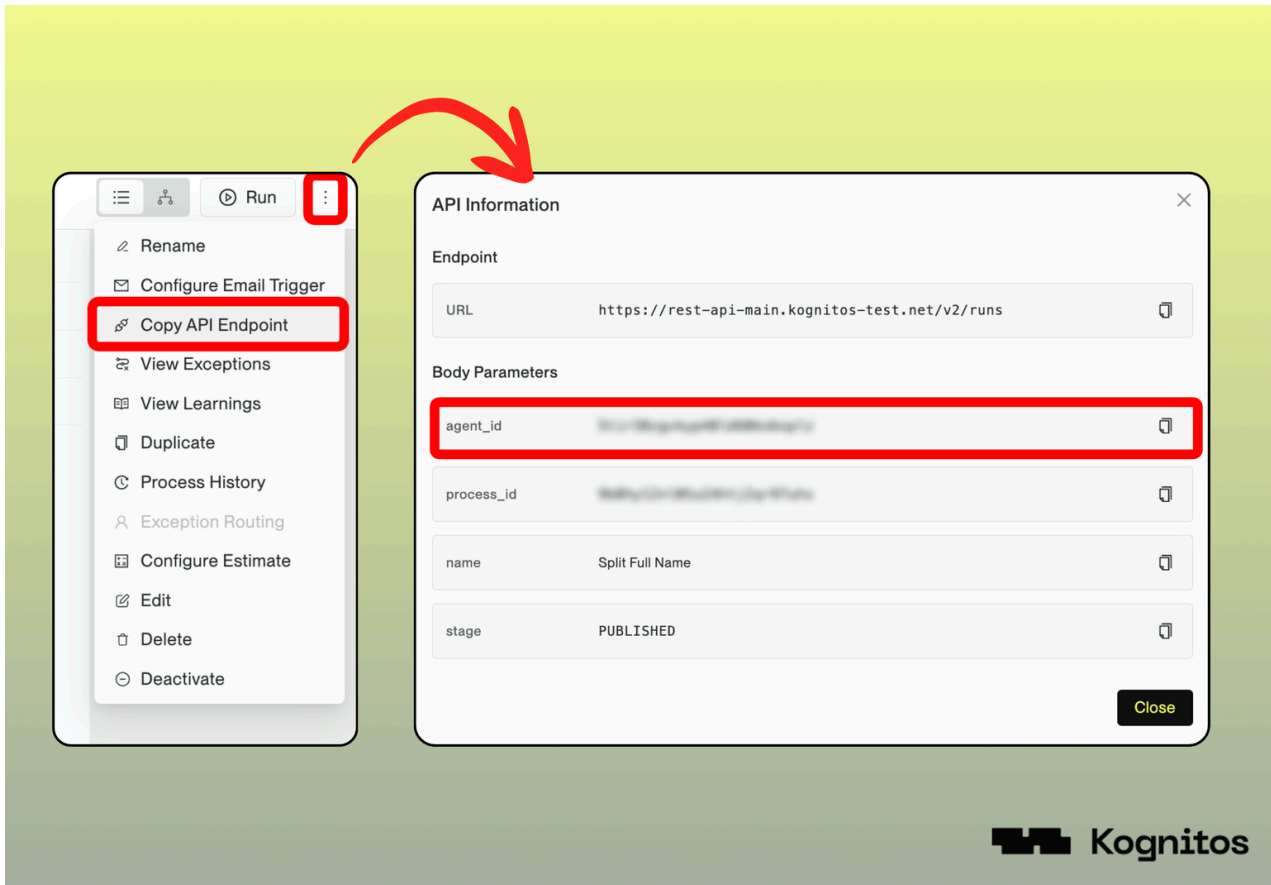 Run
Rename
Configure Email Trigger
Copy API Endpoint
View Exceptions
View Learnings
Duplicate
Process History
Exception Routing
Configure Estimate
Edit
Delete
Deactivate
API Information
Endpoint
URL https://rest-api-main.kognitos-test.net/v2/runs
Body Parameters
agent_id
process_id
name Split Full Name
stage PUBLISHED
Close
Kognitos